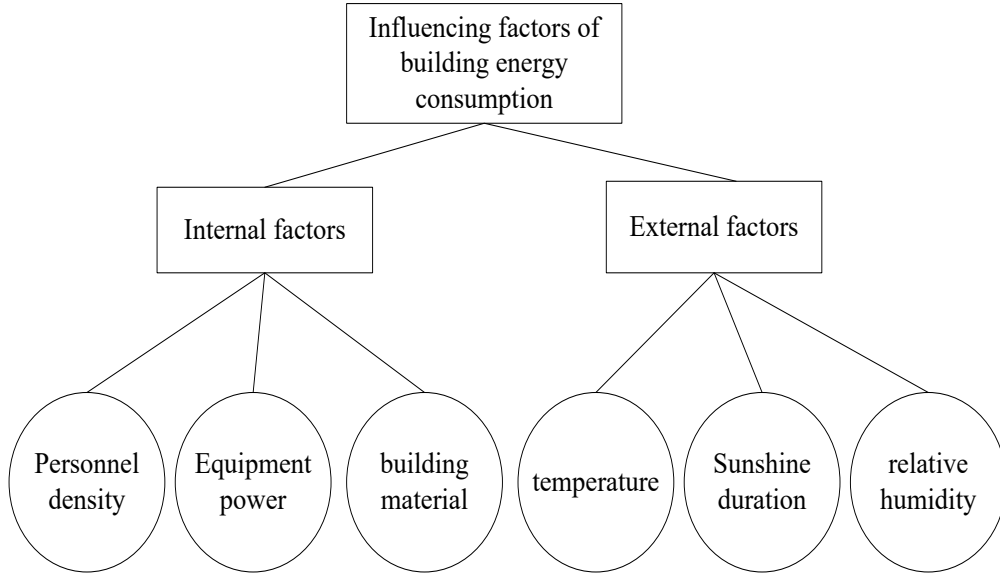 Influencing factors of
building energy
consumption
Internal factors
External factors
Personnel
density
Equipment
power
building
material
temperature
Sunshine
duration
relative
humidity